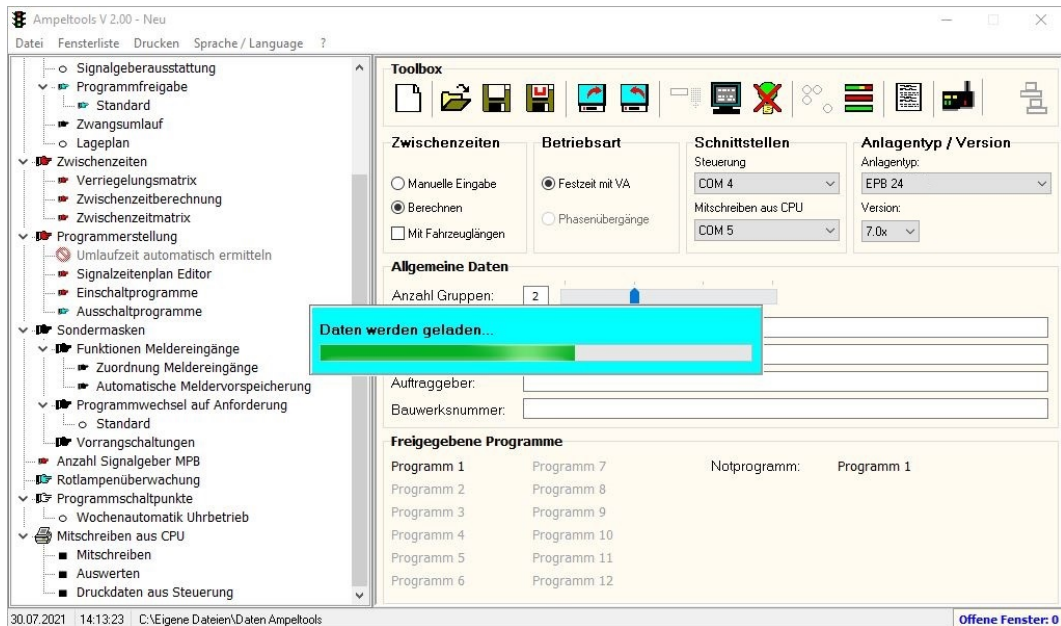 Ampeltools V 2.00 - Neu
Datei Fensterliste Drucken Sprache / Language ?
Signalgeberausstattung
Programmfreigabe
Standard
Zwangsumlauf
Lageplan
Zwischenzeiten
Verriegelungsmatrix
Zwischenzeitberechnung
Zwischenzeitmatrix
Programmerstellung
Umlaufzeit automatisch ermitteln
Signalzeitenplan Editor
Einschaltprogramme
Ausschaltprogramme
Sondermasken
Funktionen Meldereingänge
Zuordnung Meldereingänge
Automatische Meldervorspeicherung
Programmwechsel auf Anforderung
Standard
Vorrangschaltungen
Anzahl Signalgeber MPB
Rotlampenüberwachung
Programmschaltpunkte
Wochenautomatik Uhrbetrieb
Mitschreiben aus CPU
Mitschreiben
Auswerten
Druckdaten aus Steuerung
Toolbox
Zwischenzeiten
Manuelle Eingabe
Berechnen
Mit Fahrzeuglängen
Betriebsart
Festzeit mit VA
Phasenübergänge
Schnittstellen
Steuerung
COM 4
Mitschreiben aus CPU
COM 5
Anlagentyp / Version
Anlagentyp:
EPB 24
Version:
7.0x
Allgemeine Daten
Anzahl Gruppen: 2
Daten werden geladen...
Auftraggeber:
Bauwerksnummer:
Freigegebene Programme
Programm 1 Programm 7 Notprogramm: Programm 1
Programm 2 Programm 8
Programm 3 Programm 9
Programm 4 Programm 10
Programm 5 Programm 11
Programm 6 Programm 12
30.07.2021 14:13:23 C:\Eigene Dateien\Daten Ampeltools Offene Fenster: 0